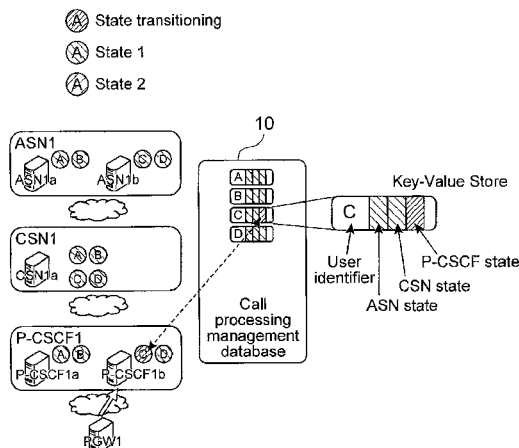 A State transitioning
A State 1
A State 2
10
ASN1
A B
C D
ASN1a
ASN1b
CSN1
A B
CSN1a
C D
P-CSCF1
A B
C D
P-CSCF1a
P-CSCF1b
PGW1
A
B
C
D
Call
processing
management
database
Key-Value Store
C
User
identifier
P-CSCF state
CSN state
ASN state